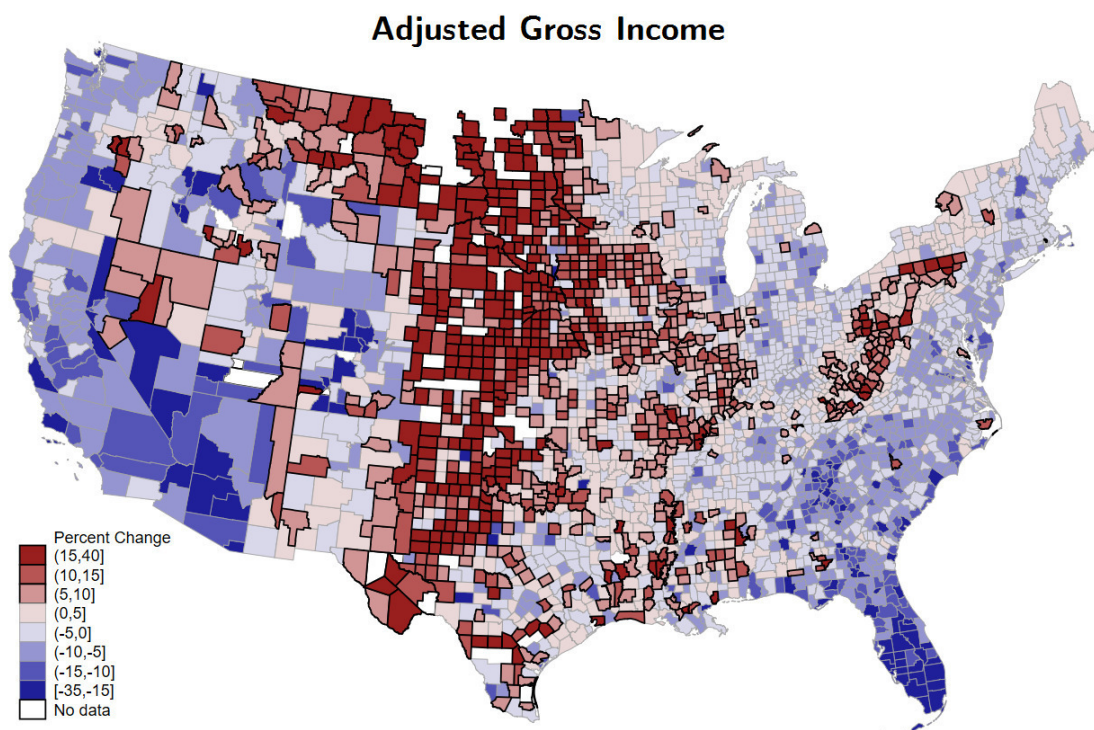 Adjusted Gross Income
Percent Change
(15,40]
(10,15]
(5,10]
(0,5]
(-5,0]
(-10,-5]
(-15,-10]
[-35,-15]
No data